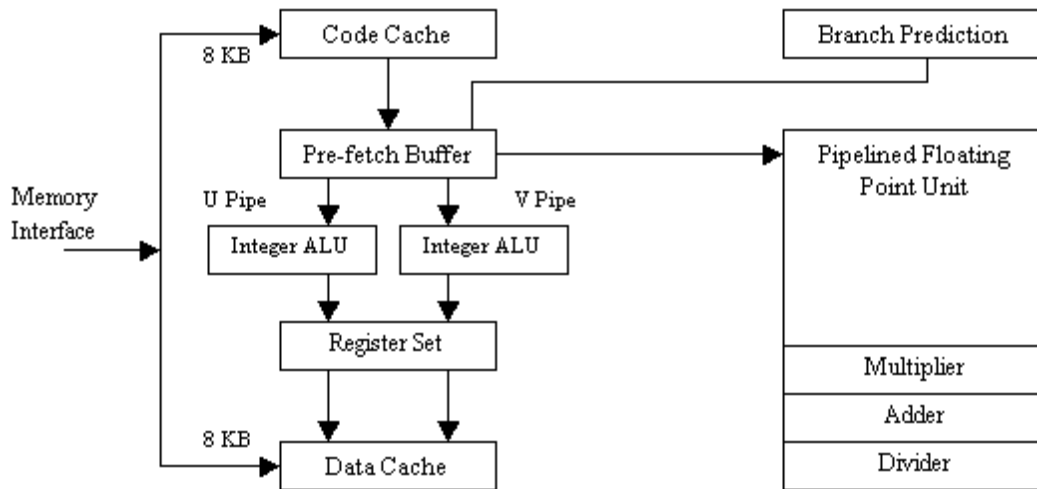 Code Cache
Branch Prediction
8 KB
Pre-fetch Buffer
Pipelined Floating
Point Unit
Memory
Interface
U Pipe
V Pipe
Integer ALU
Integer ALU
Register Set
Multiplier
Adder
8 KB
Data Cache
Divider